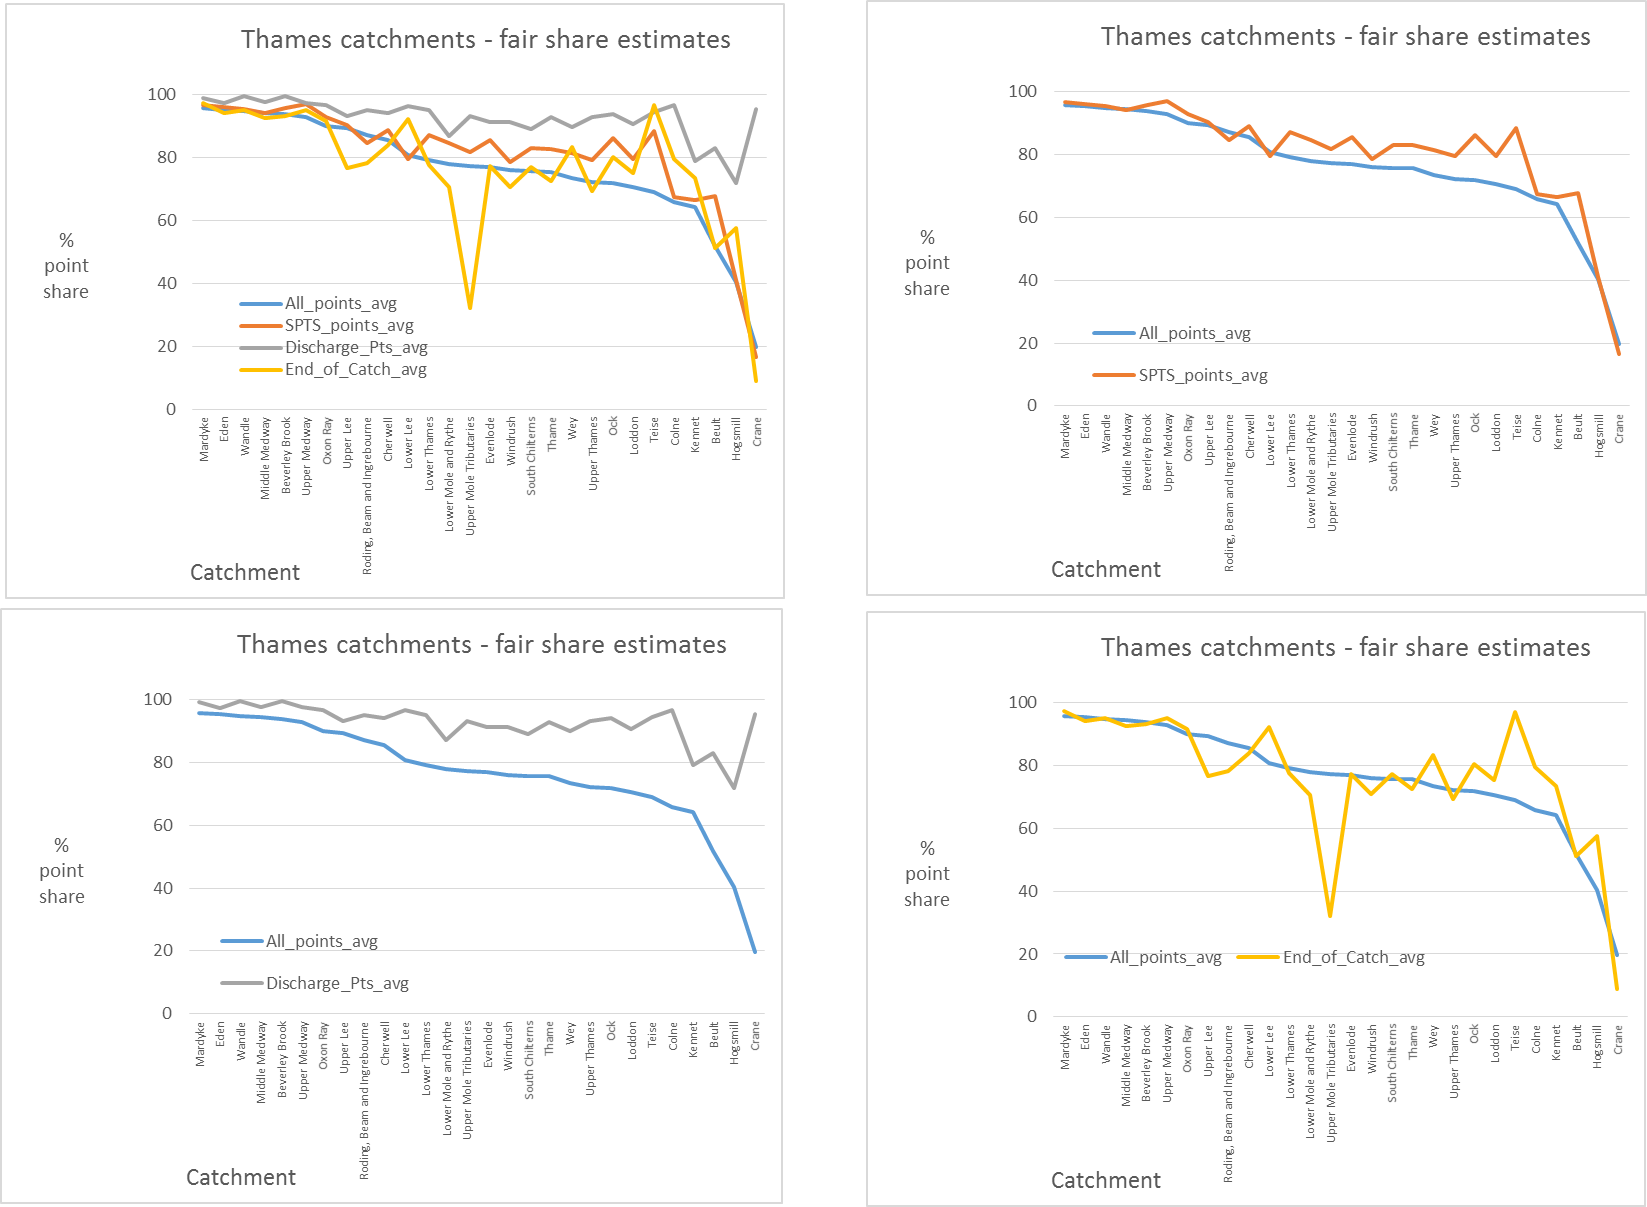 Thames catchments - fair share estimates
100
80
60
40
20
0
%
point
share
All_points_avg
SPTS_points_avg
Discharge_Pts_avg
End_of_Catch_avg
Mardyke
Eden
Wandle
Middle Medway
Beverley Brook
Upper Medway
Oxon Ray
Upper Lee
Roding, Beam and Ingrebourne
Cherwell
Lower Lee
Lower Thames
Lower Mole and Rythe
Upper Mole Tributaries
Evenlode
Windrush
South Chilterns
Thame
Wey
Upper Thames
Ock
Loddon
Teise
Colne
Kennet
Beult
Hogsmill
Crane
Catchment
Thames catchments - fair share estimates
100
80
60
40
20
0
%
point
share
All_points_avg
SPTS_points_avg
Mardyke
Eden
Wandle
Middle Medway
Beverley Brook
Upper Medway
Oxon Ray
Upper Lee
Roding, Beam and Ingrebourne
Cherwell
Lower Lee
Lower Thames
Lower Mole and Rythe
Upper Mole Tributaries
Evenlode
Windrush
South Chilterns
Thame
Wey
Upper Thames
Ock
Loddon
Teise
Colne
Kennet
Beult
Hogsmill
Crane
Catchment
Thames catchments - fair share estimates
100
80
60
40
20
0
%
point
share
All_points_avg
Discharge_Pts_avg
Mardyke
Eden
Wandle
Middle Medway
Beverley Brook
Upper Medway
Oxon Ray
Upper Lee
Roding, Beam and Ingrebourne
Cherwell
Lower Lee
Lower Thames
Lower Mole and Rythe
Upper Mole Tributaries
Evenlode
Windrush
South Chilterns
Thame
Wey
Upper Thames
Ock
Loddon
Teise
Colne
Kennet
Beult
Hogsmill
Crane
Catchment
Thames catchments - fair share estimates
100
80
60
40
20
0
%
point
share
All_points_avg
End_of_Catch_avg
Mardyke
Eden
Wandle
Middle Medway
Beverley Brook
Upper Medway
Oxon Ray
Upper Lee
Roding, Beam and Ingrebourne
Cherwell
Lower Lee
Lower Thames
Lower Mole and Rythe
Upper Mole Tributaries
Evenlode
Windrush
South Chilterns
Thame
Wey
Upper Thames
Ock
Loddon
Teise
Colne
Kennet
Beult
Hogsmill
Crane
Catchment